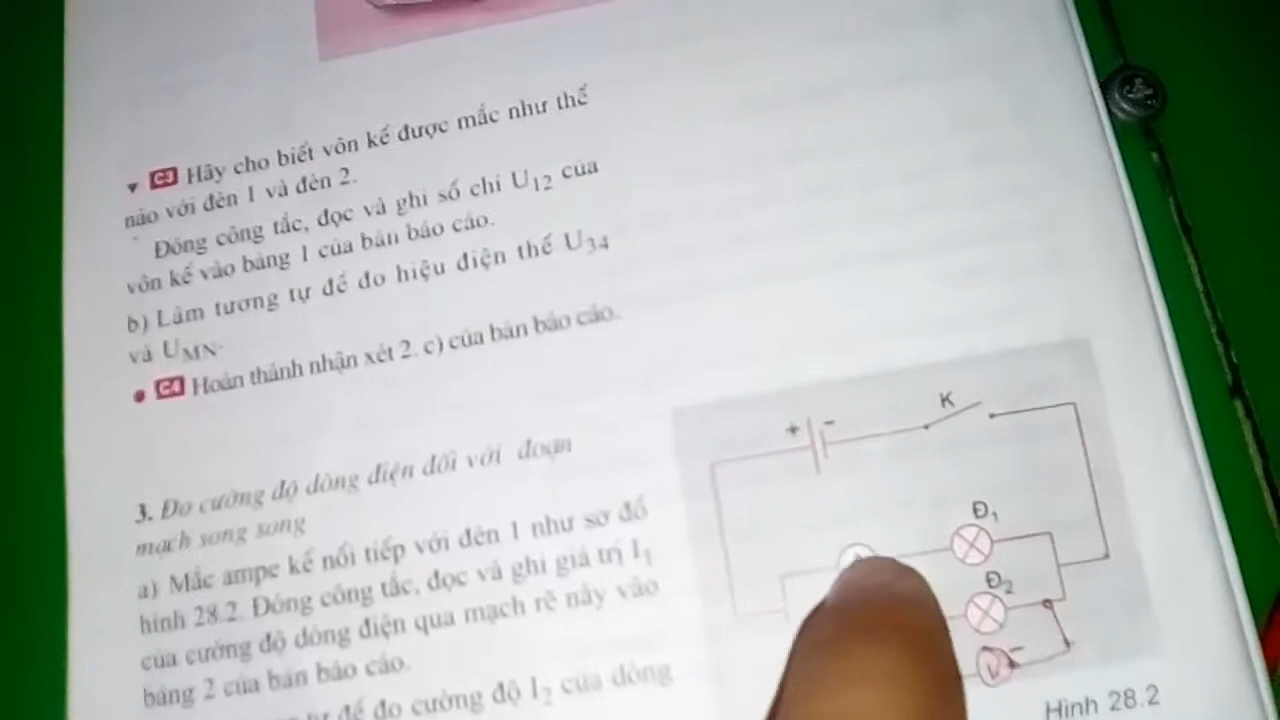 C3 Hãy cho biết vôn kế được mắc như thế
nào với đèn 1 và đèn 2.
Đóng công tắc, đọc và ghi số chỉ U12 của
vôn kế vào bảng 1 của bản báo cáo.
b) Làm tương tự để đo hiệu điện thế U34
và UMN.
C4 Hoàn thành nhận xét 2. c) của bản báo cáo.
3. Đo cường độ dòng điện đối với đoạn
mạch song song
a) Mắc ampe kế nối tiếp với đèn 1 như sơ đồ
hình 28.2. Đóng công tắc, đọc và ghi giá trị I1
của cường độ dòng điện qua mạch rẽ này vào
bảng 2 của bản báo cáo.
tự để đo cường độ I2 của dòng
+ -
K
Đ1
Đ2
V -
Hình 28.2